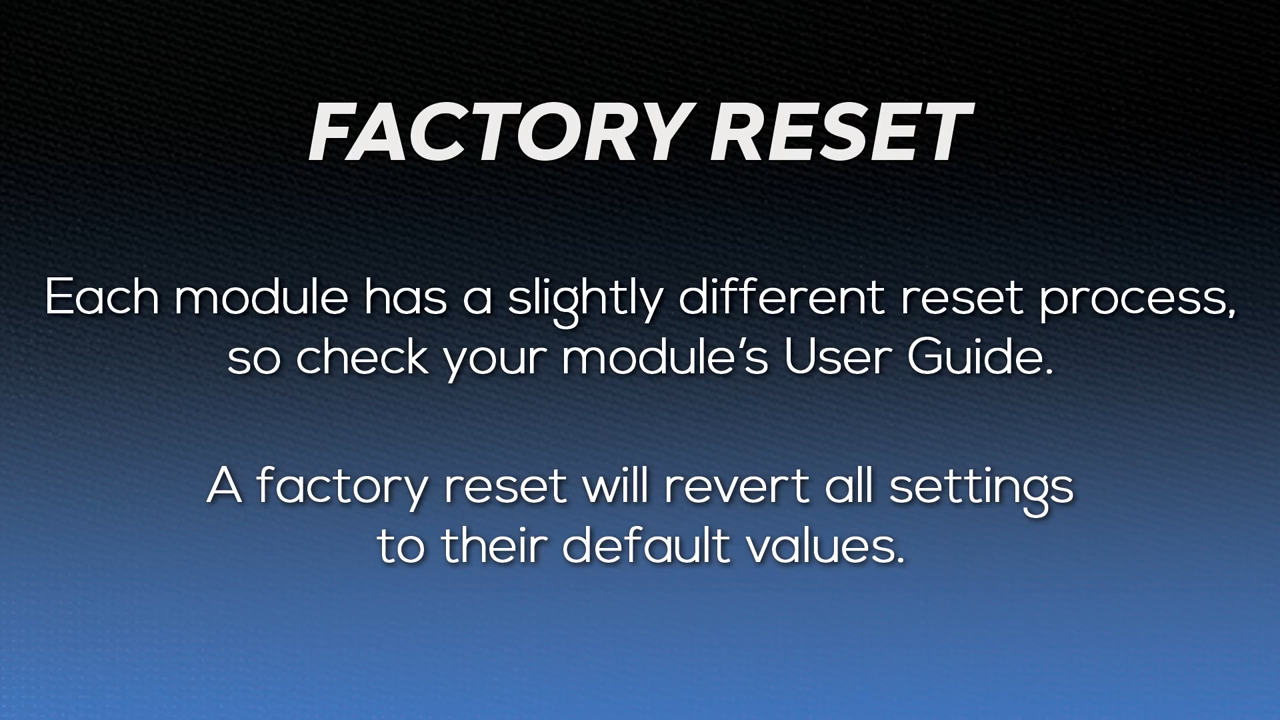 FACTORY RESET
Each module has a slightly different reset process,
so check your module’s User Guide.
A factory reset will revert all settings
to their default values.